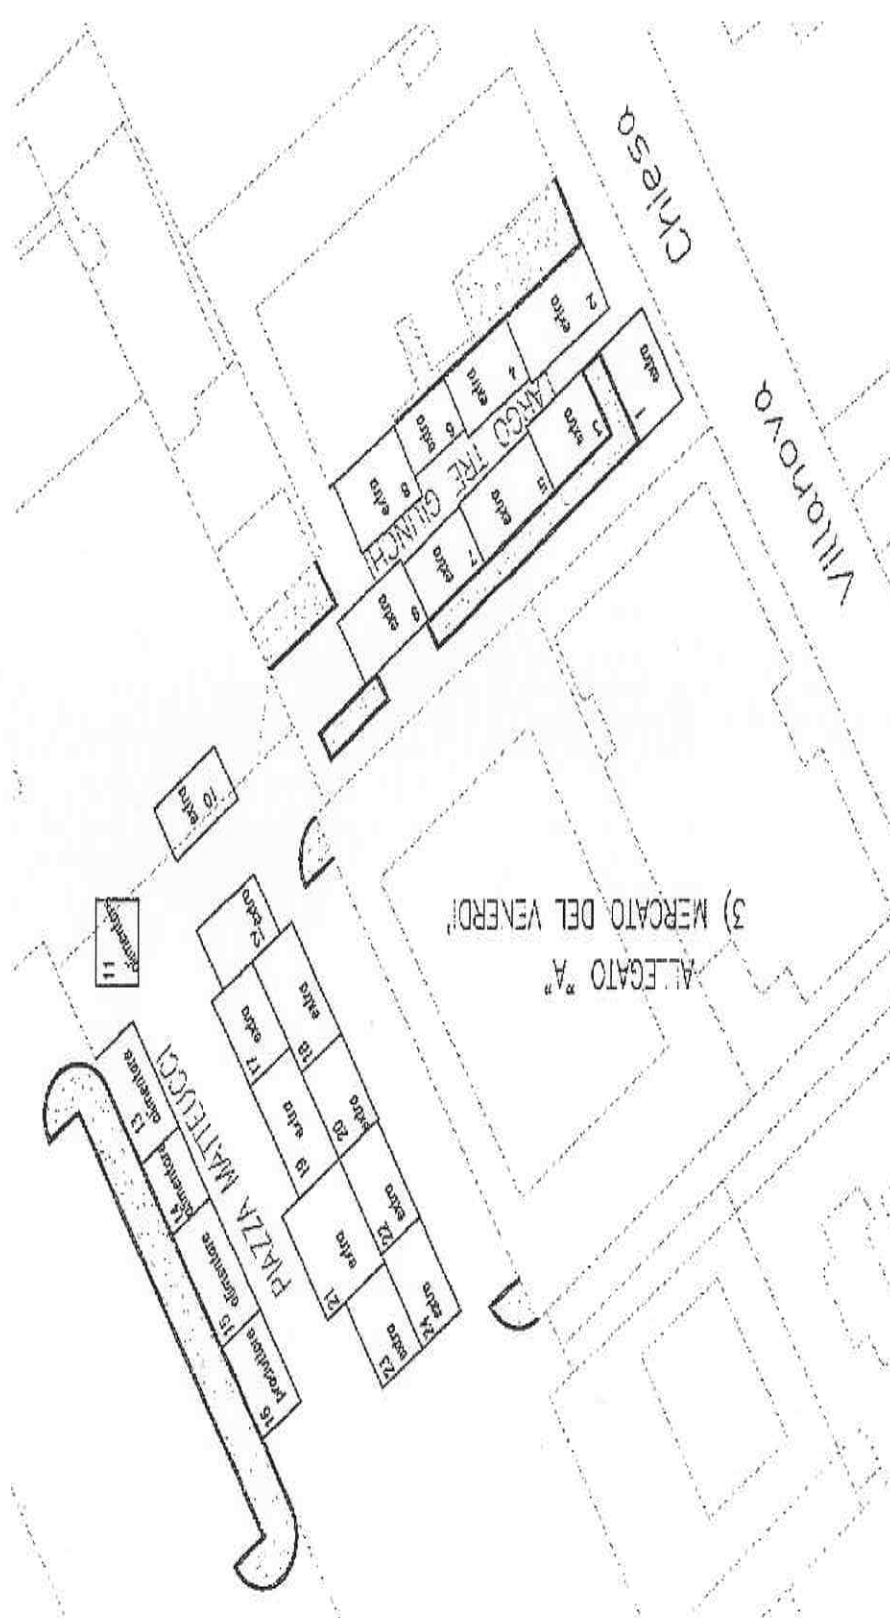 ALLEGATO "A"
3) MERCATO DEL VENERDI'
Chiesa
Villanova
LARGO TRE GIUNCHI
PIAZZA MATTEUCCI
1 extra
2 extra
3 extra
4 extra
5 extra
6 extra
7 extra
8 extra
9 extra
10 extra
11 alimentare
12 extra
13 alimentare
14 alimentare
15 alimentare
16 produttore
17 extra
18 extra
19 extra
20 extra
21 extra
22 extra
23 extra
24 extra